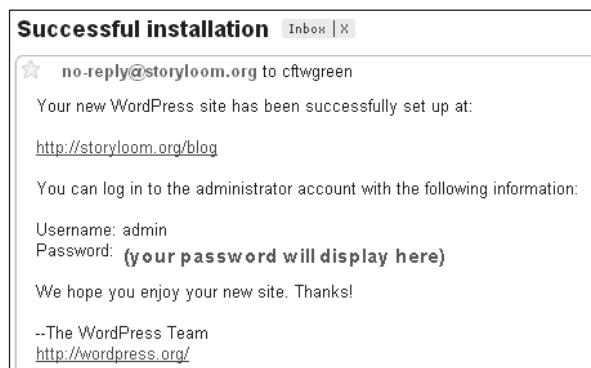 Successful installation Inbox | X
no-reply@storyloom.org to cftwgreen
Your new WordPress site has been successfully set up at:
http://storyloom.org/blog
You can log in to the administrator account with the following information:
Username: admin
Password: (your password will display here)
We hope you enjoy your new site. Thanks!
--The WordPress Team
http://wordpress.org/